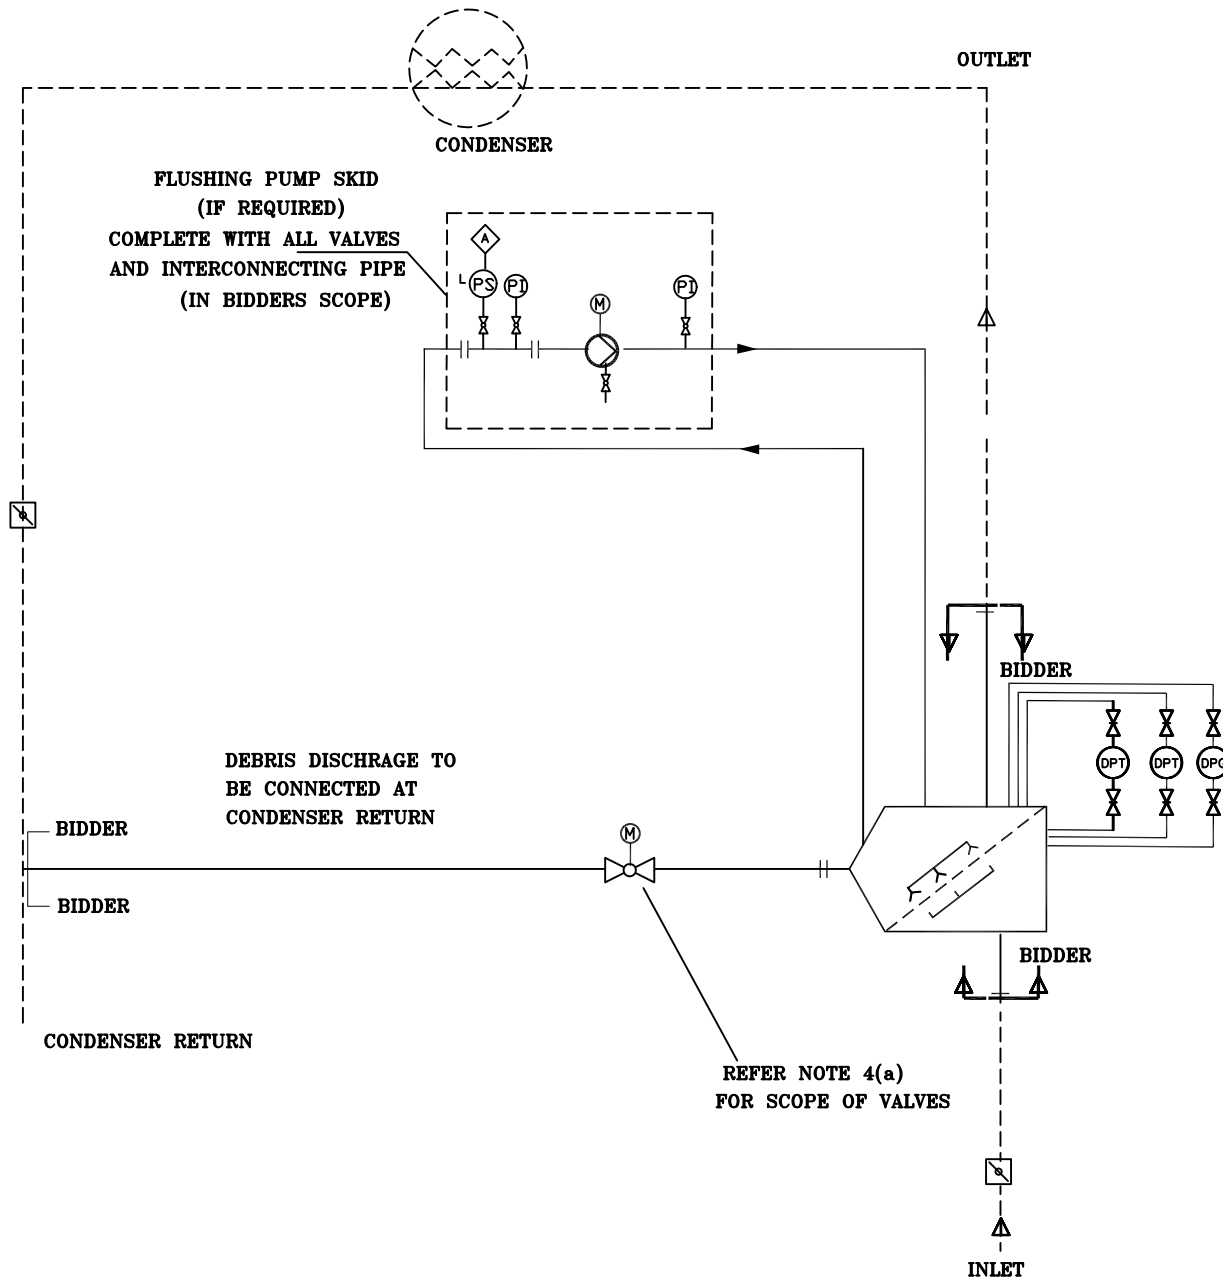 OUTLET
CONDENSER
FLUSHING PUMP SKID
(IF REQUIRED)
COMPLETE WITH ALL VALVES
AND INTERCONNECTING PIPE
(IN BIDDERS SCOPE)
A
L PS
PI
PI
M
BIDDER
DPT
DPT
DPG
DEBRIS DISCHRAGE TO
BE CONNECTED AT
CONDENSER RETURN
BIDDER
M
BIDDER
BIDDER
CONDENSER RETURN
REFER NOTE 4(a)
FOR SCOPE OF VALVES
INLET